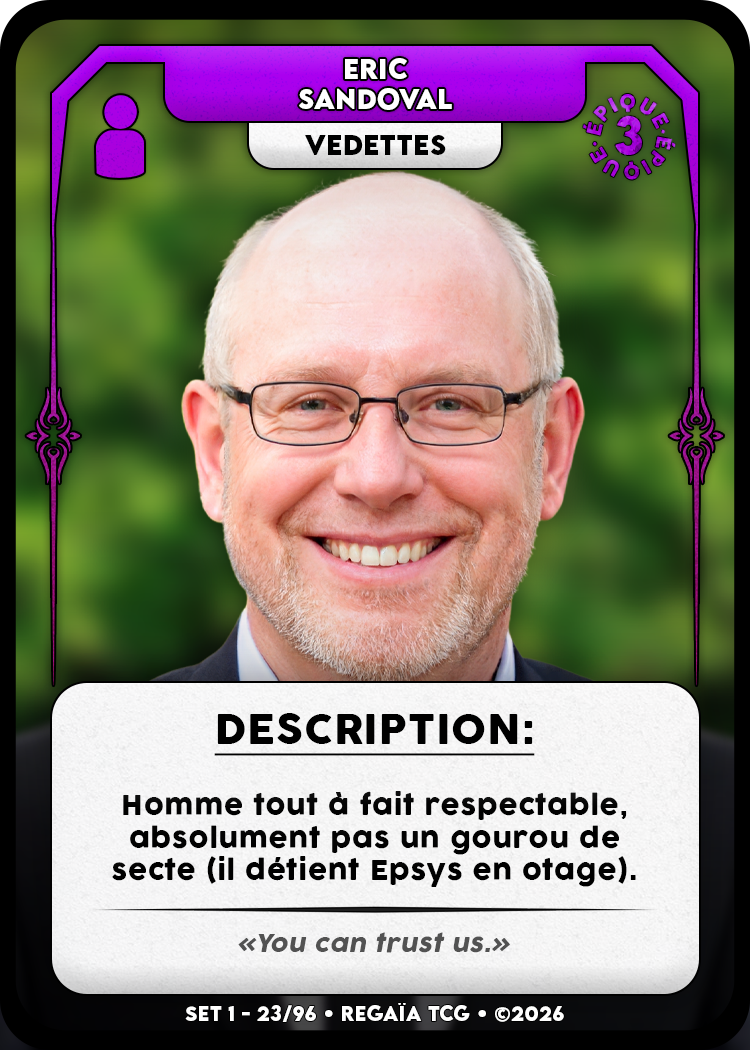 ERIC
SANDOVAL
VEDETTES
ÉPIQUE·ÉPIQUE·
3
DESCRIPTION:
Homme tout à fait respectable,
absolument pas un gourou de
secte (il détient Epsys en otage).
«You can trust us.»
SET 1 - 23/96 • REGAÏA TCG • ©2026